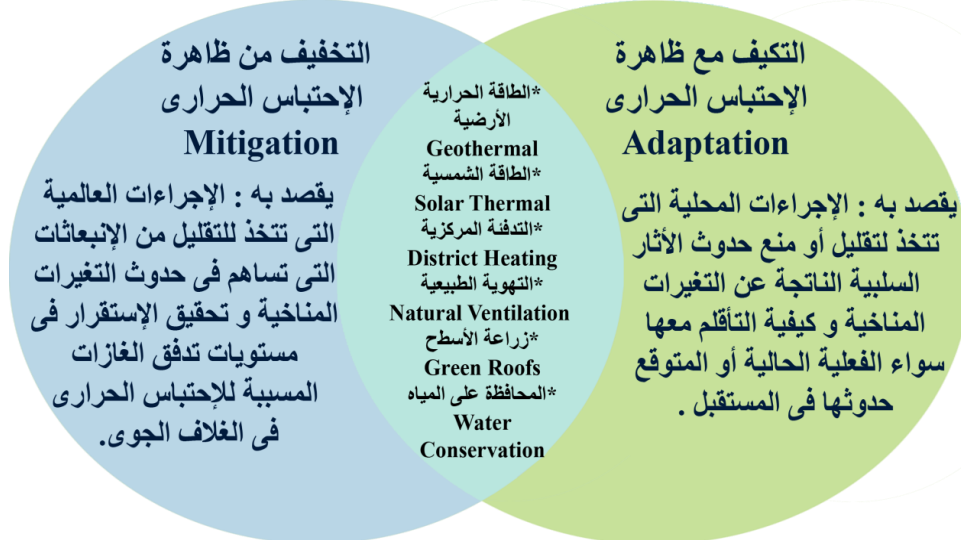 التكيف مع ظاهرة
الإحتباس الحرارى
Adaptation
يقصد به : الإجراءات المحلية التى
تتخذ لتقليل أو منع حدوث الأثار
السلبية الناتجة عن التغيرات
المناخية و كيفية التأقلم معها
سواء الفعلية الحالية أو المتوقع
حدوثها فى المستقبل .
*الطاقة الحرارية
الأرضية
Geothermal
*الطاقة الشمسية
Solar Thermal
*التدفئة المركزية
District Heating
*التهوية الطبيعية
Natural Ventilation
*زراعة الأسطح
Green Roofs
*المحافظة على المياه
Water
Conservation
التخفيف من ظاهرة
الإحتباس الحرارى
Mitigation
يقصد به : الإجراءات العالمية
التى تتخذ للتقليل من الإنبعاثات
التى تساهم فى حدوث التغيرات
المناخية و تحقيق الإستقرار فى
مستويات تدفق الغازات
المسببة للإحتباس الحرارى
فى الغلاف الجوى.